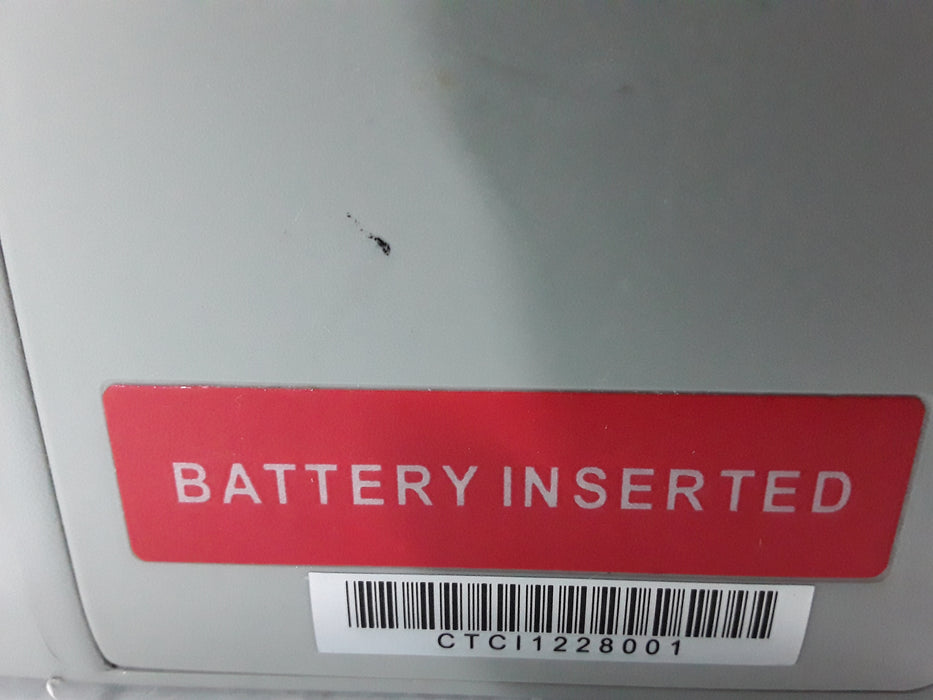 BATTERY INSERTED
CTCI1228001